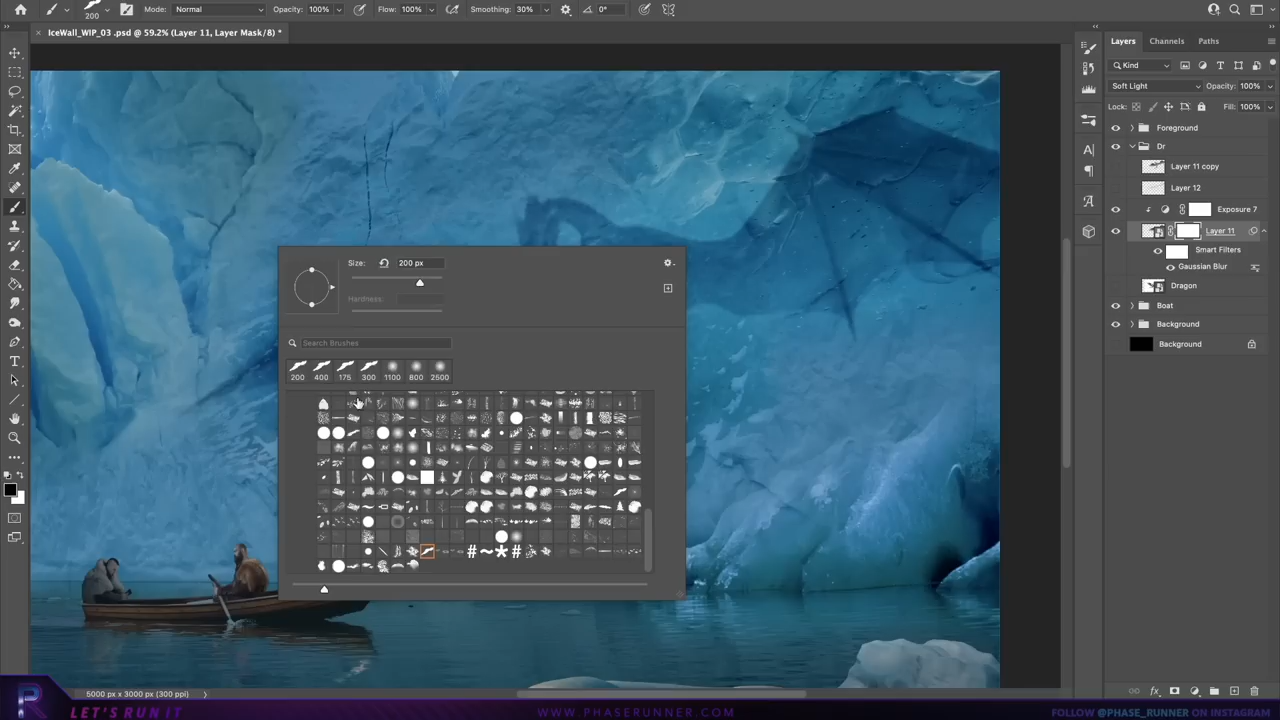 200 Mode: Normal Opacity: 100% Flow: 100% Smoothing: 30% 0°
IceWall_WIP_03 .psd @ 59.2% (Layer 11, Layer Mask/8) *
Layers Channels Paths
Kind
Soft Light Opacity: 100%
Lock: Fill: 100%
Foreground
Dr
Layer 11 copy
Layer 12
Exposure 7
Layer 11
Smart Filters
Gaussian Blur
Dragon
Boat
Background
Background
Size: 200 px
Hardness:
Search Brushes
200 400 175 300 1100 800 2500
5000 px x 3000 px (300 ppi)
LET'S RUN IT
WWW.PHASERUNNER.COM
FOLLOW @PHASE_RUNNER ON INSTAGRAM